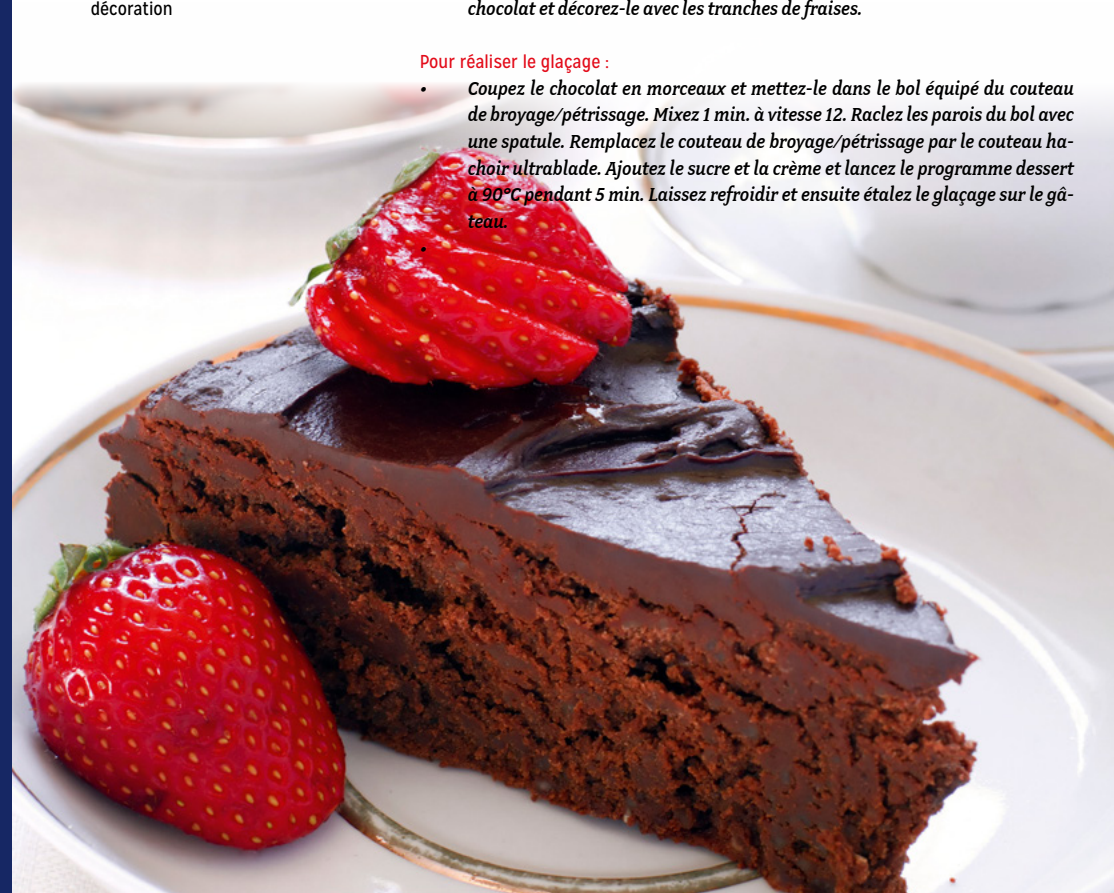 décoration
chocolat et décorez-le avec les tranches de fraises.
Pour réaliser le glaçage :
• Coupez le chocolat en morceaux et mettez-le dans le bol équipé du couteau
de broyage/pétrissage. Mixez 1 min. à vitesse 12. Raclez les parois du bol avec
une spatule. Remplacez le couteau de broyage/pétrissage par le couteau ha-
choir ultrablade. Ajoutez le sucre et la crème et lancez le programme dessert
à 90°C pendant 5 min. Laissez refroidir et ensuite étalez le glaçage sur le gâ-
teau.
•